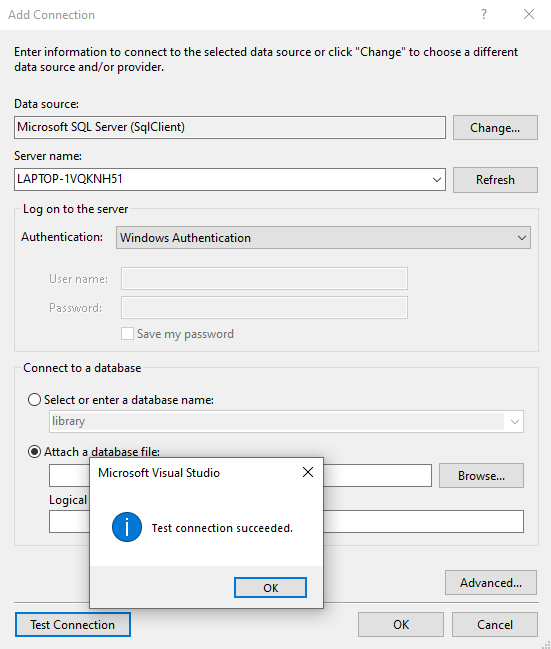 Add Connection
?
Enter information to connect to the selected data source or click "Change" to choose a different
data source and/or provider.
Data source:
Microsoft SQL Server (SqlClient)
Change...
Server name:
LAPTOP-1VQKNH51
Refresh
Log on to the server
Authentication:
Windows Authentication
User name:
Password:
Save my password
Connect to a database
Select or enter a database name:
library
Attach a database file:
Browse...
Logical
Microsoft Visual Studio
Test connection succeeded.
OK
Advanced...
Test Connection
OK
Cancel